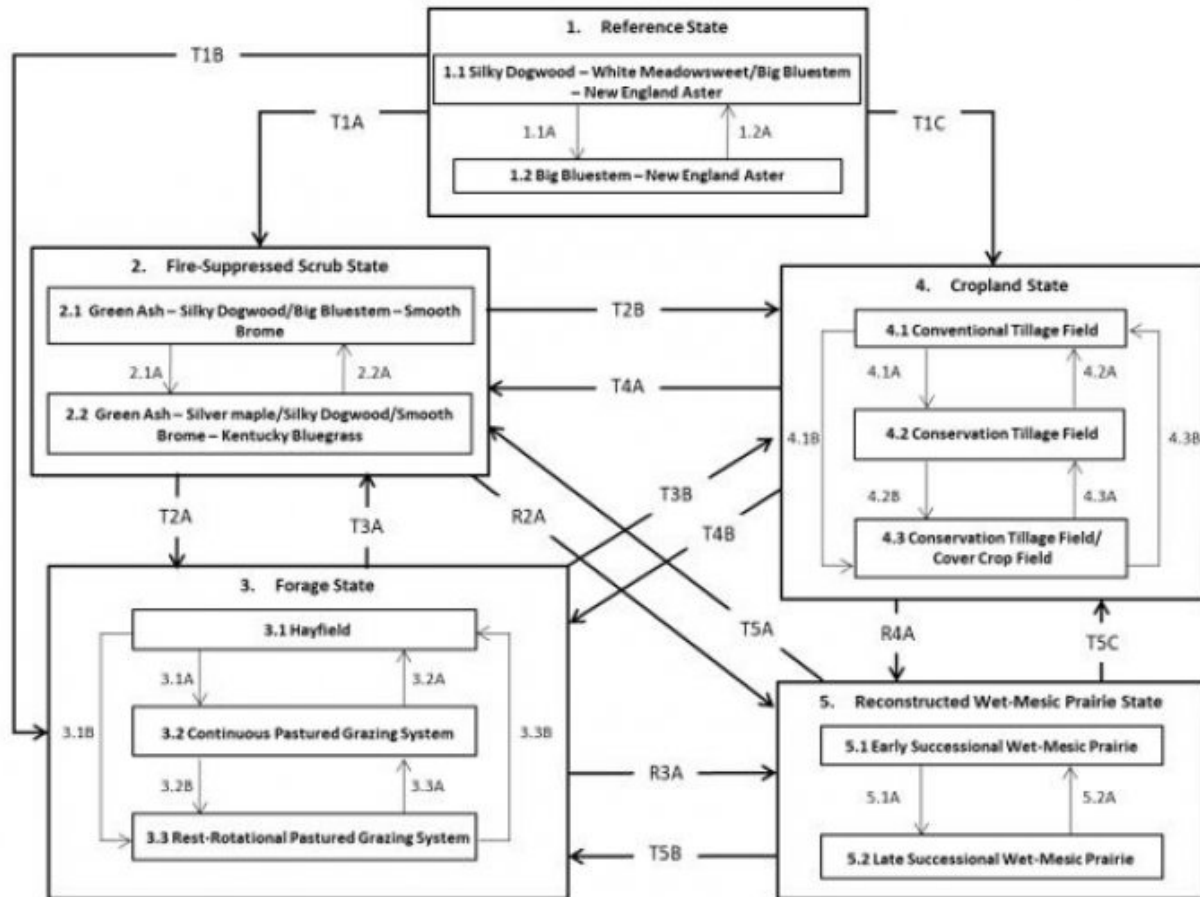 1. Reference State
T1B
1.1 Silky Dogwood – White Meadowsweet/Big Bluestem
– New England Aster
T1A
1.1A
1.2A
T1C
1.2 Big Bluestem – New England Aster
2. Fire-Suppressed Scrub State
2.1 Green Ash – Silky Dogwood/Big Bluestem – Smooth
Brome
2.1A
2.2A
2.2 Green Ash – Silver maple/Silky Dogwood/Smooth
Brome – Kentucky Bluegrass
T2B
T4A
4. Cropland State
4.1 Conventional Tillage Field
4.1A
4.2A
4.2 Conservation Tillage Field
4.1B
4.3B
4.2B
4.3A
4.3 Conservation Tillage Field/
Cover Crop Field
T2A
T3A
R2A
T3B
T4B
T5A
R4A
T5C
3. Forage State
3.1 Hayfield
3.1A
3.2A
3.2 Continuous Pastured Grazing System
3.1B
3.3B
3.2B
3.3A
3.3 Rest-Rotational Pastured Grazing System
R3A
T5B
5. Reconstructed Wet-Mesic Prairie State
5.1 Early Successional Wet-Mesic Prairie
5.1A
5.2A
5.2 Late Successional Wet-Mesic Prairie